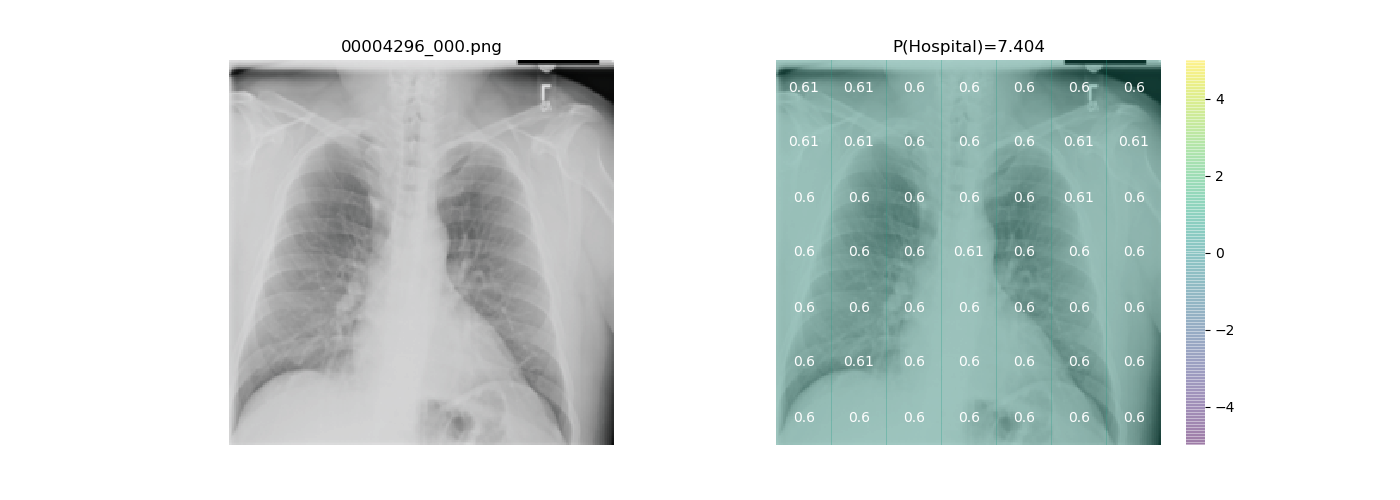 00004296_000.png
P(Hospital)=7.404
0.61 0.61 0.6 0.6 0.6 0.6 0.6
0.61 0.61 0.6 0.6 0.6 0.61 0.61
0.6 0.6 0.6 0.6 0.6 0.61 0.6
0.6 0.6 0.6 0.61 0.6 0.6 0.6
0.6 0.6 0.6 0.6 0.6 0.6 0.6
0.6 0.61 0.6 0.6 0.6 0.6 0.6
0.6 0.6 0.6 0.6 0.6 0.6 0.6
4
2
0
−2
−4